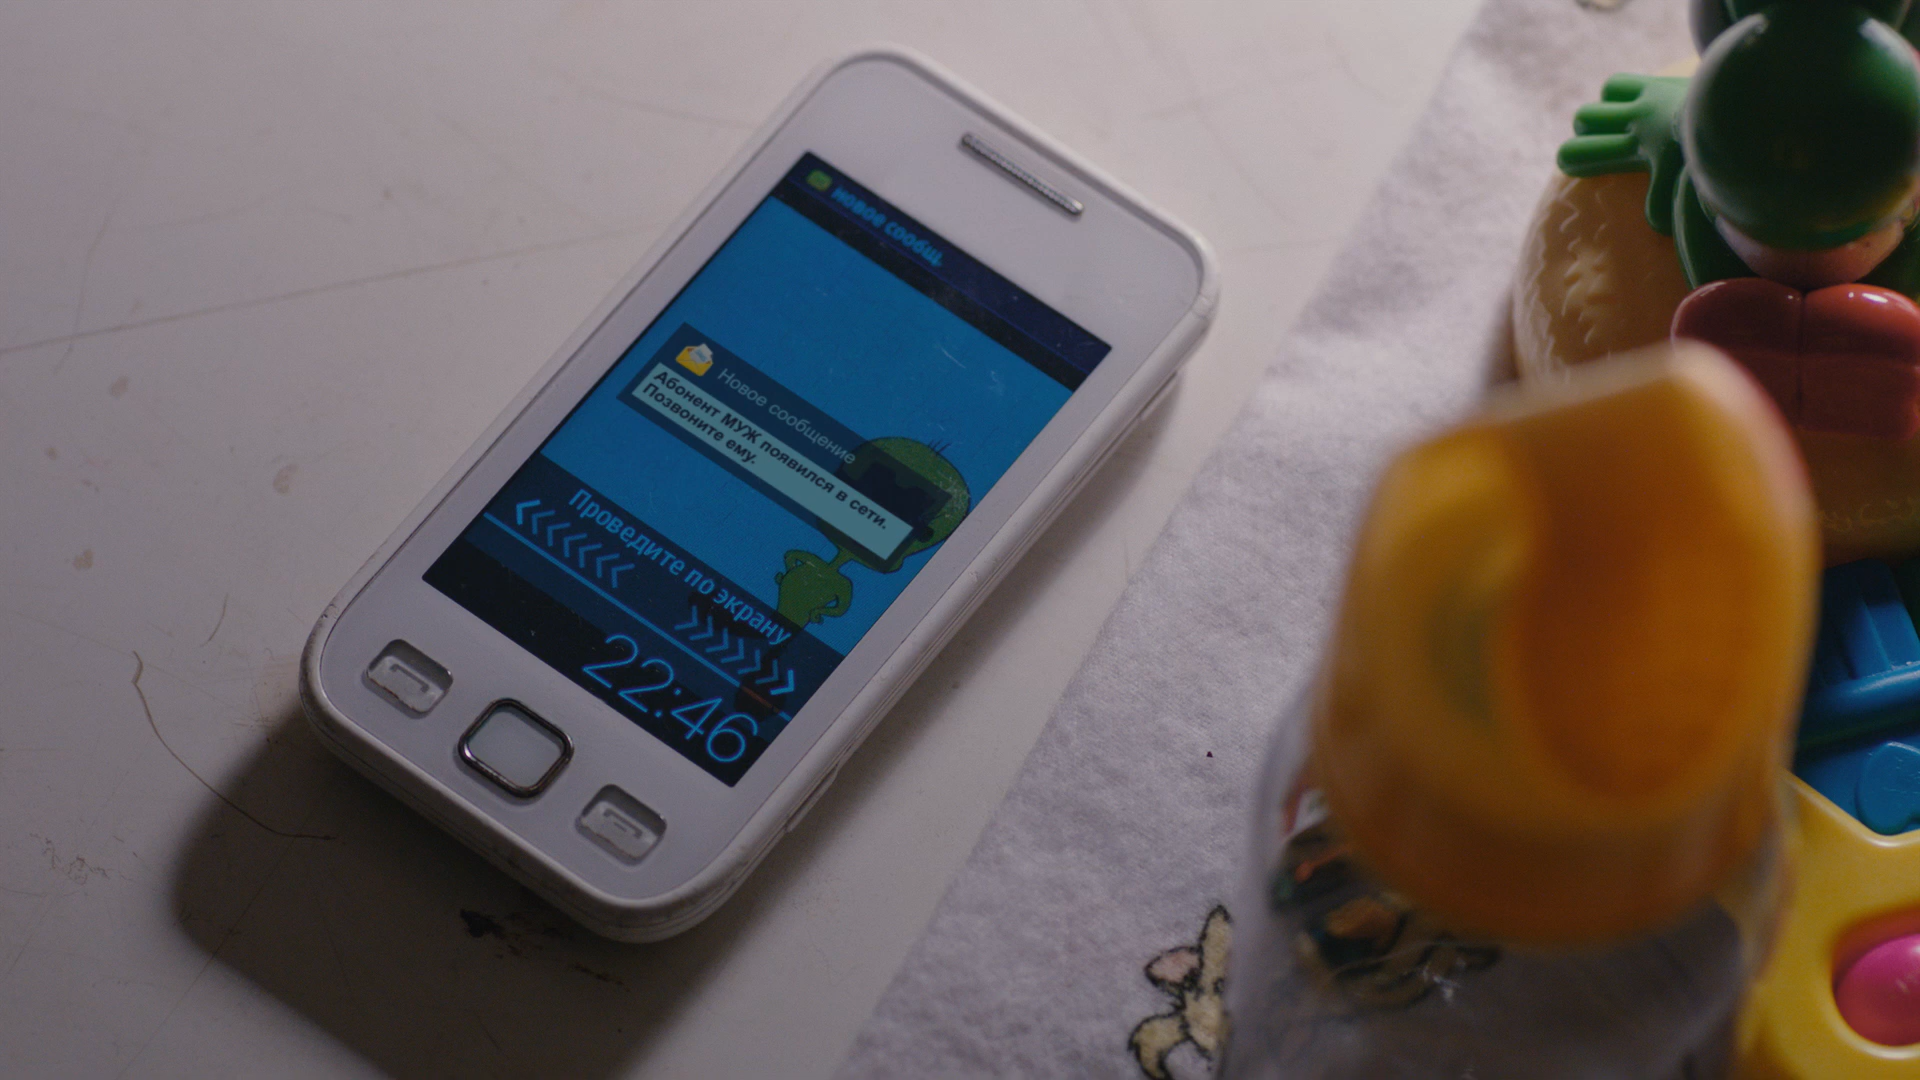 новое сообщ.
Новое сообщение
Абонент МУЖ появился в сети.
Позвоните ему.
Проведите по экрану
22:46